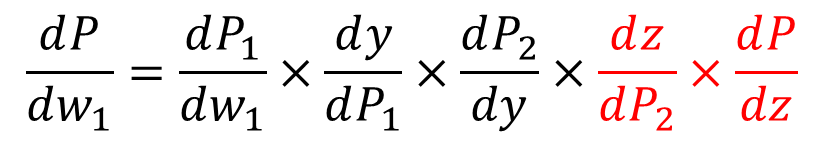 dP/dw₁ = dP₁/dw₁ × dy/dP₁ × dP₂/dy × dz/dP₂ × dP/dz